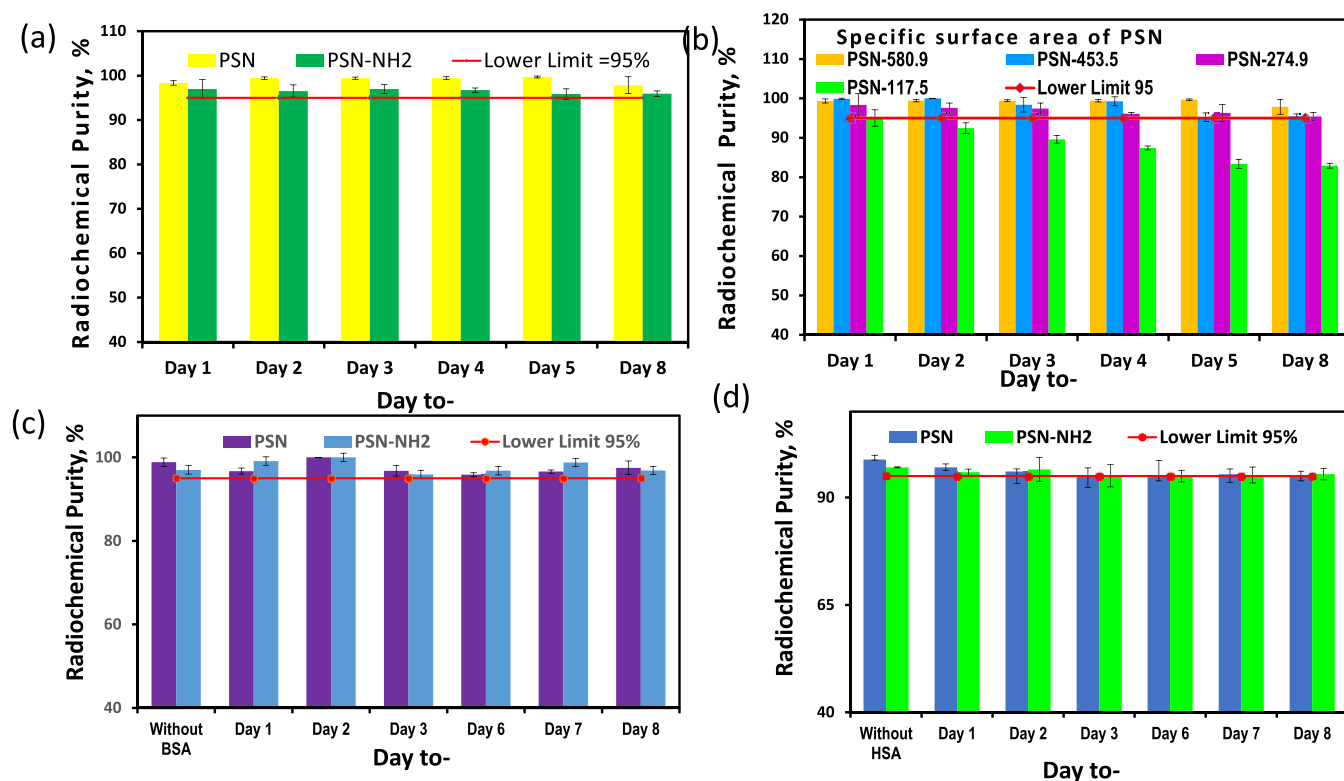 (a)
Radiochemical Purity, %
110
100
90
80
70
60
50
40
PSN PSN-NH2 Lower Limit =95%
Day 1 Day 2 Day 3 Day 4 Day 5 Day 8
Day to-
(b)
Radiochemical Purity, %
120
110
100
90
80
70
60
50
40
Specific surface area of PSN
PSN-580.9 PSN-453.5 PSN-274.9
PSN-117.5 Lower Limit 95
Day 1 Day 2 Day 3 Day 4 Day 5 Day 8
Day to-
(c)
Radiochemical Purity, %
100
80
60
40
PSN PSN-NH2 Lower Limit 95%
Without Day 1 Day 2 Day 3 Day 6 Day 7 Day 8
BSA
Day to-
(d)
Radiochemical Purity, %
90
65
40
PSN PSN-NH2 Lower Limit 95%
Without Day 1 Day 2 Day 3 Day 6 Day 7 Day 8
HSA
Day to-